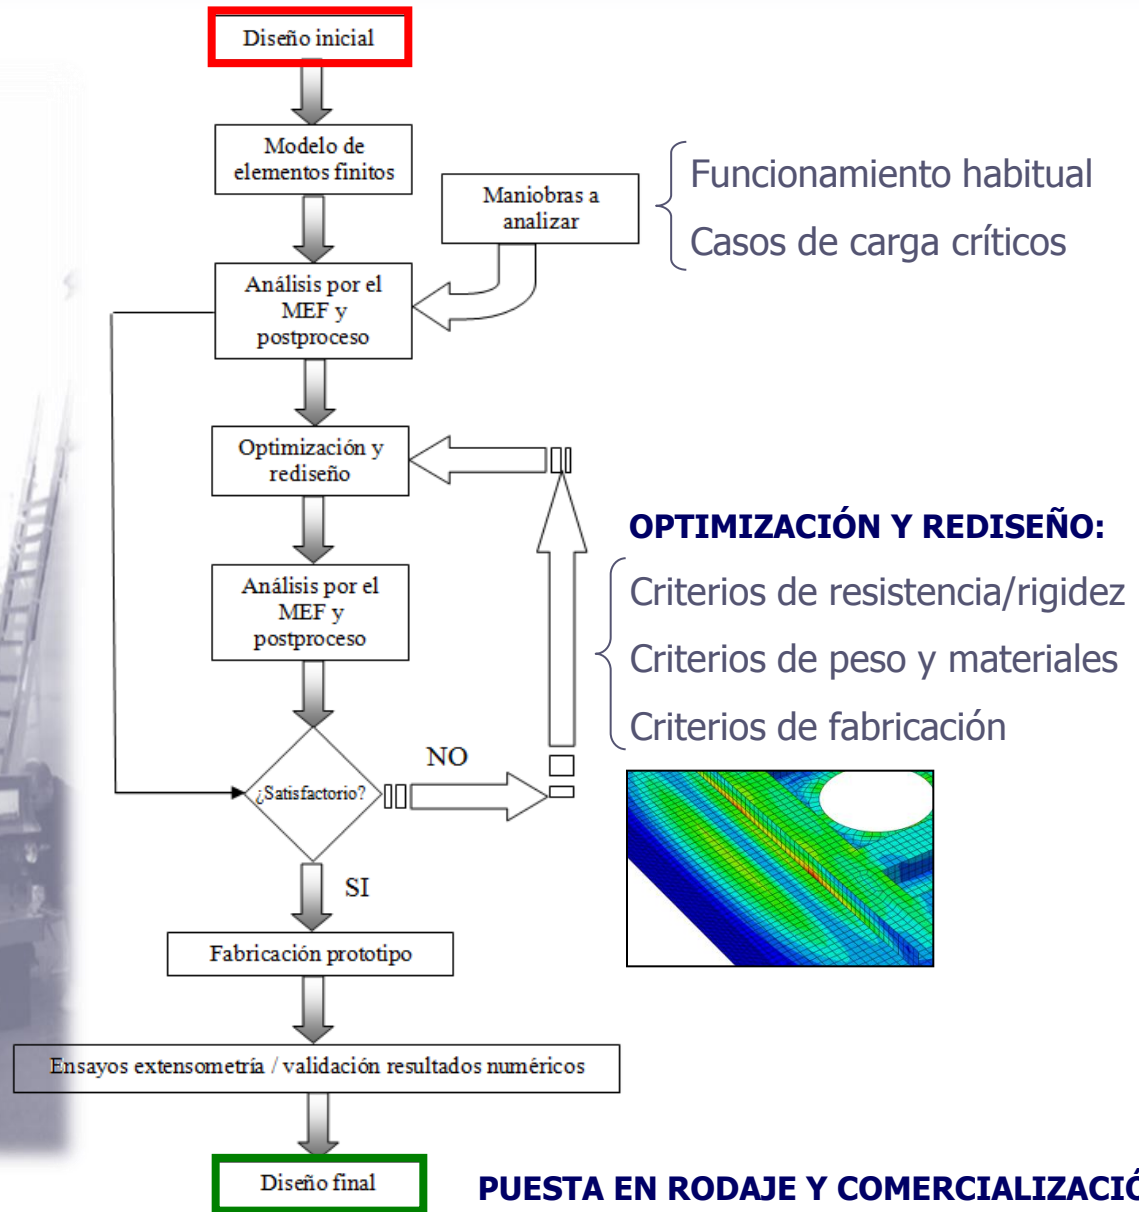 Diseño inicial
Modelo de
elementos finitos
Maniobras a
analizar
Funcionamiento habitual
Casos de carga críticos
Análisis por el
MEF y
postproceso
Optimización y
rediseño
OPTIMIZACIÓN Y REDISEÑO:
Criterios de resistencia/rigidez
Criterios de peso y materiales
Criterios de fabricación
Análisis por el
MEF y
postproceso
¿Satisfactorio?
NO
SI
Fabricación prototipo
Ensayos extensometría / validación resultados numéricos
Diseño final
PUESTA EN RODAJE Y COMERCIALIZACIÓ